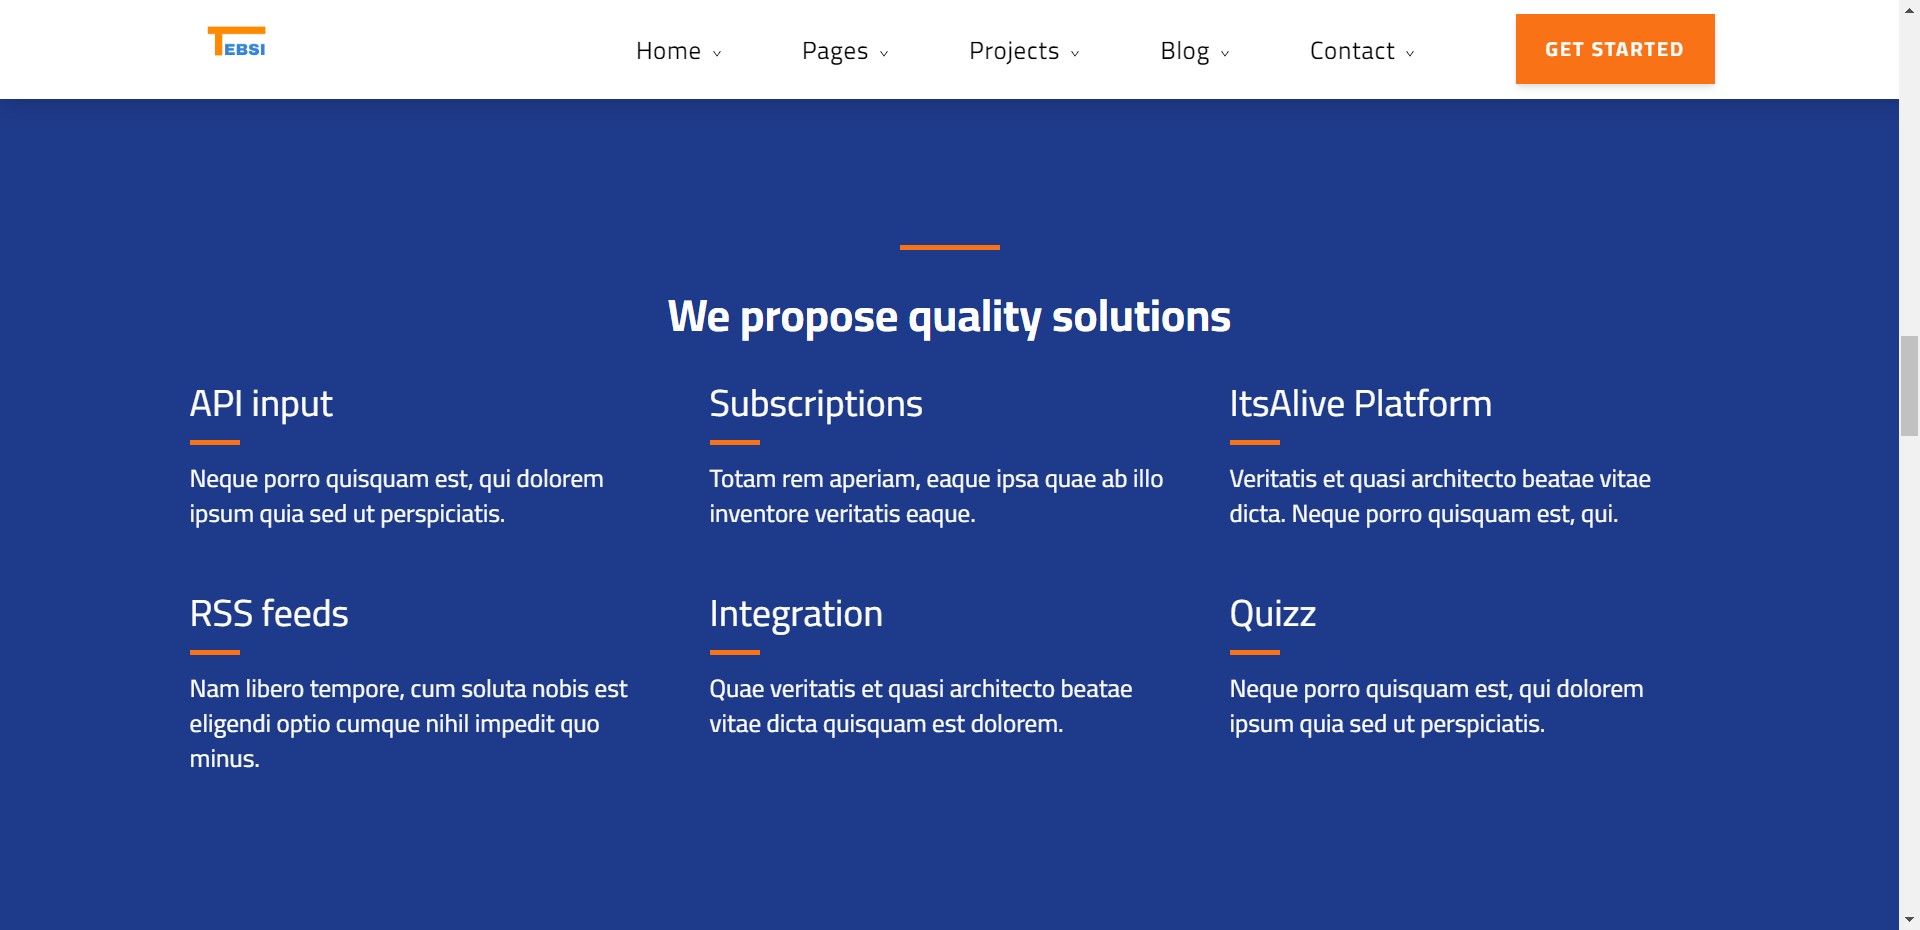 TEBSI
Home
Pages
Projects
Blog
Contact
GET STARTED
We propose quality solutions
API input
Neque porro quisquam est, qui dolorem
ipsum quia sed ut perspiciatis.
Subscriptions
Totam rem aperiam, eaque ipsa quae ab illo
inventore veritatis eaque.
ItsAlive Platform
Veritatis et quasi architecto beatae vitae
dicta. Neque porro quisquam est, qui.
RSS feeds
Nam libero tempore, cum soluta nobis est
eligendi optio cumque nihil impedit quo
minus.
Integration
Quae veritatis et quasi architecto beatae
vitae dicta quisquam est dolorem.
Quizz
Neque porro quisquam est, qui dolorem
ipsum quia sed ut perspiciatis.